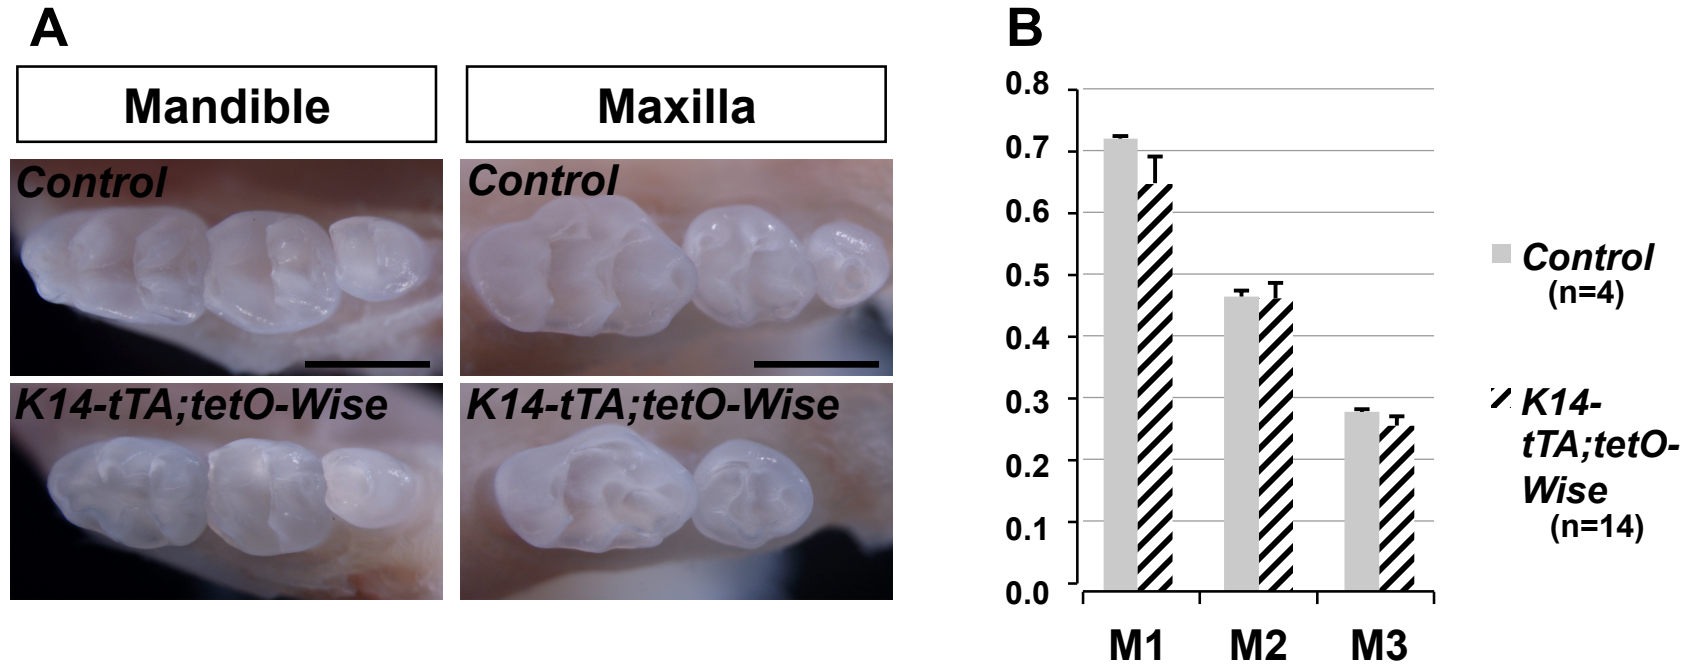 A
Mandible
Maxilla
Control
Control
K14-tTA;tetO-Wise
K14-tTA;tetO-Wise
B
0.8
0.7
0.6
0.5
0.4
0.3
0.2
0.1
0.0
M1
M2
M3
Control
(n=4)
K14-
tTA;tetO-
Wise
(n=14)